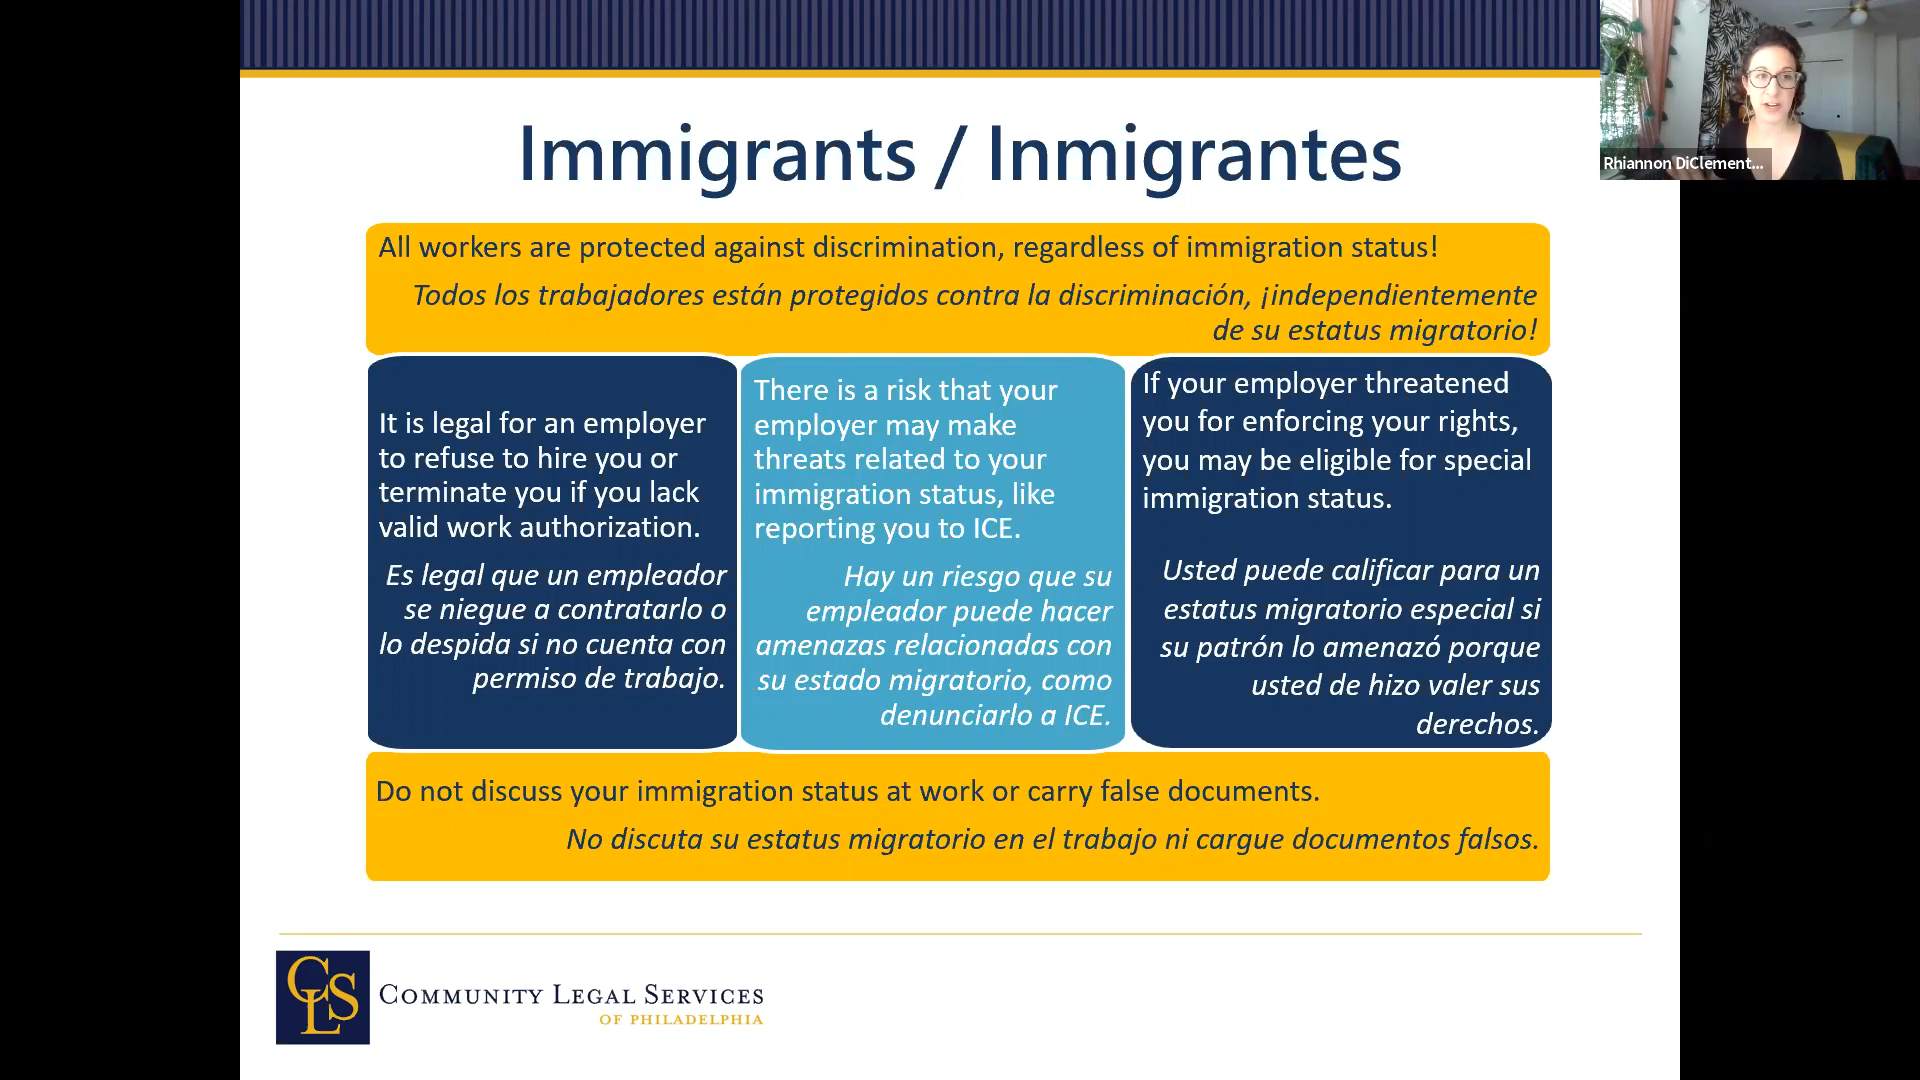 Immigrants / Inmigrantes
Rhiannon DiClement...
All workers are protected against discrimination, regardless of immigration status!
Todos los trabajadores están protegidos contra la discriminación, ¡independientemente
de su estatus migratorio!
It is legal for an employer
to refuse to hire you or
terminate you if you lack
valid work authorization.
Es legal que un empleador
se niegue a contratarlo o
lo despida si no cuenta con
permiso de trabajo.
There is a risk that your
employer may make
threats related to your
immigration status, like
reporting you to ICE.
Hay un riesgo que su
empleador puede hacer
amenazas relacionadas con
su estado migratorio, como
denunciarlo a ICE.
If your employer threatened
you for enforcing your rights,
you may be eligible for special
immigration status.
Usted puede calificar para un
estatus migratorio especial si
su patrón lo amenazó porque
usted de hizo valer sus
derechos.
Do not discuss your immigration status at work or carry false documents.
No discuta su estatus migratorio en el trabajo ni cargue documentos falsos.
CLS
COMMUNITY LEGAL SERVICES
OF PHILADELPHIA